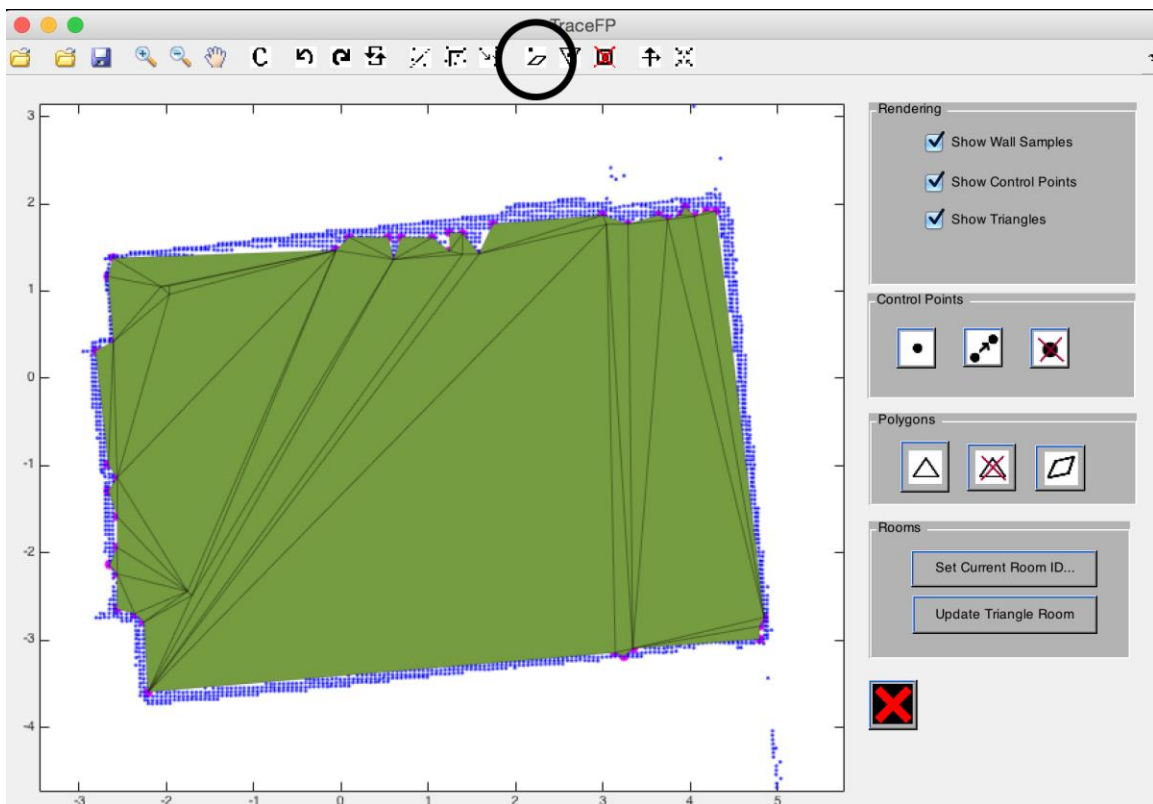 TraceFP
C
Rendering
Show Wall Samples
Show Control Points
Show Triangles
Control Points
Polygons
Rooms
Set Current Room ID...
Update Triangle Room
3
2
1
0
-1
-2
-3
-4
-3
-2
-1
0
1
2
3
4
5